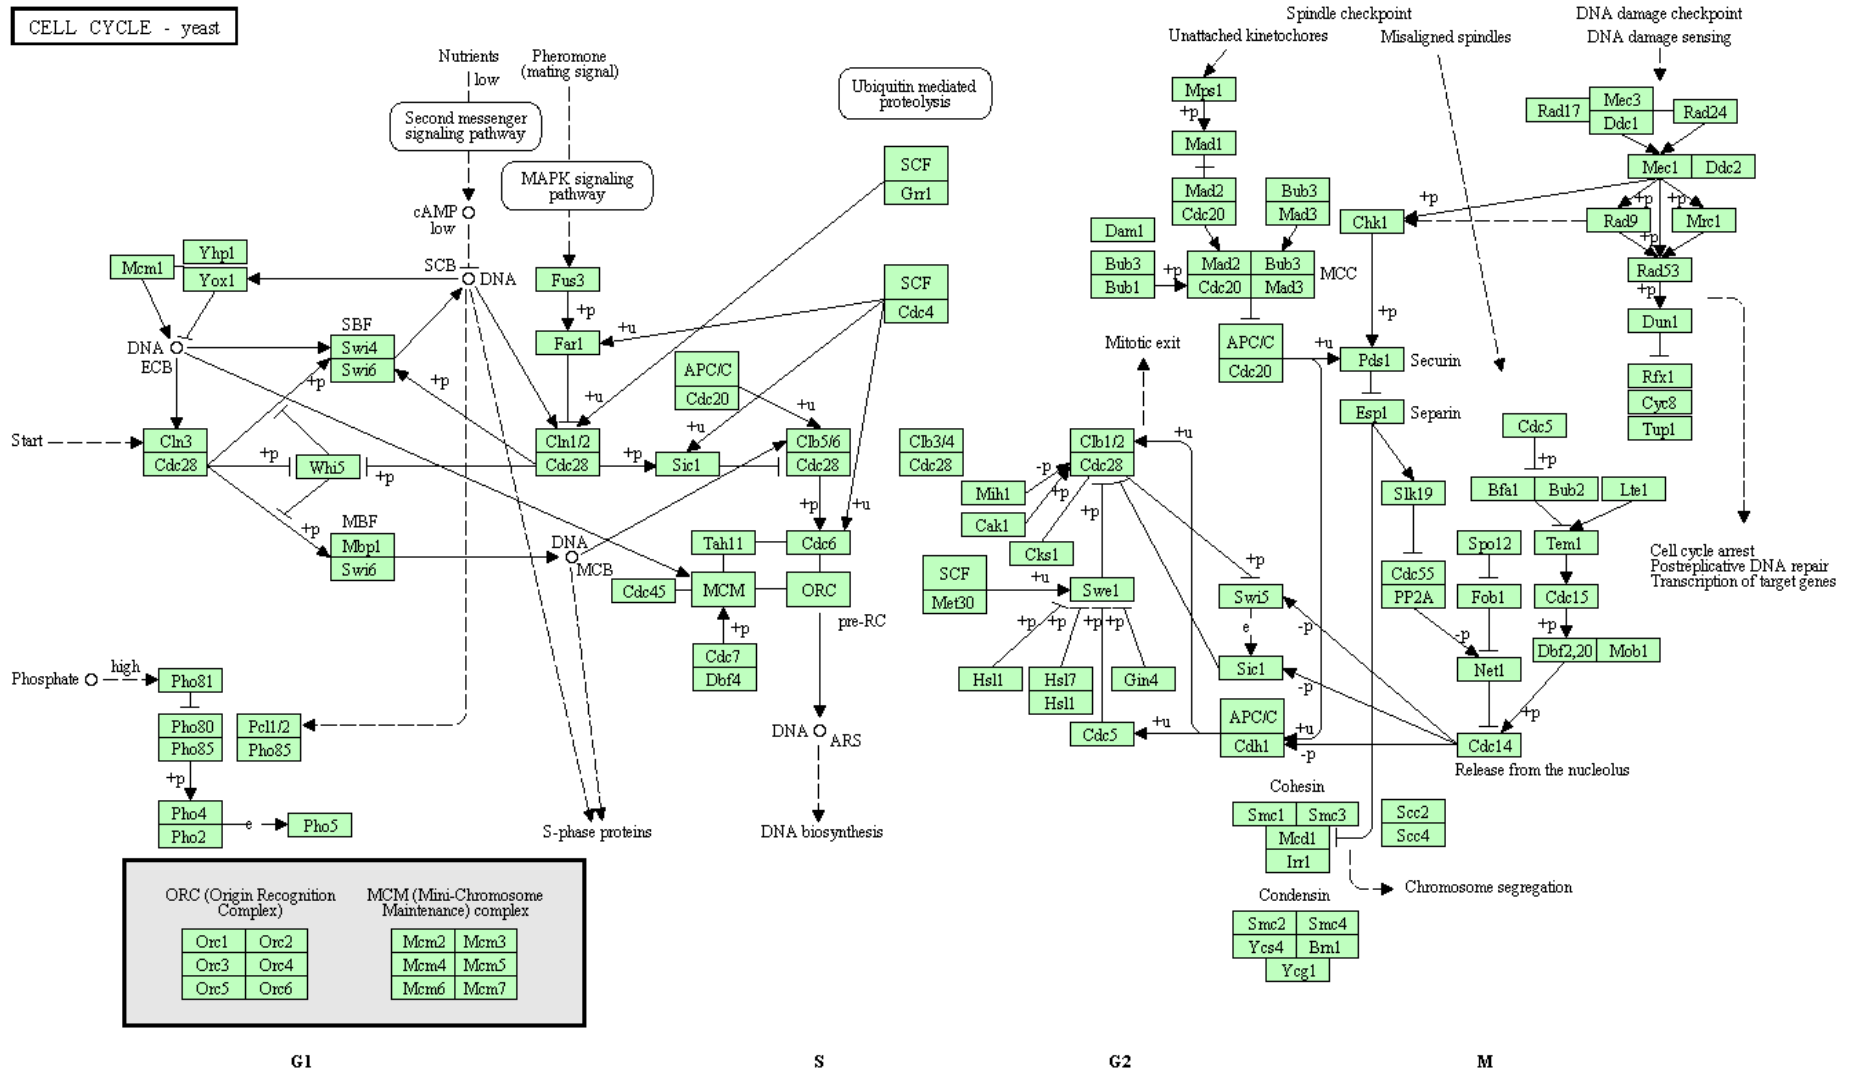 CELL CYCLE - yeast
Nutrients
low
Pheromone
(mating signal)
Second messenger
signaling pathway
MAPK signaling
pathway
Ubiquitin mediated
proteolysis
Spindle checkpoint
Unattached kinetochores
Misaligned spindles
DNA damage checkpoint
DNA damage sensing
cAMP
low
SCB
DNA
Mcm1
Yhp1
Yox1
DNA
ECB
SBF
Swi4
Swi6
+p
+p
Start
Cln3
Cdc28
+p
Whi5
+p
+p
MBF
Mbp1
Swi6
DNA
MCB
Fus3
+p
Far1
+u
+u
Cln1/2
Cdc28
+p
Sic1
+u
SCF
Grr1
SCF
Cdc4
APC/C
Cdc20
+u
Clb5/6
Cdc28
+p
+u
Tah11
Cdc6
Cdc45
MCM
ORC
pre-RC
+p
Cdc7
Dbf4
DNA
ARS
DNA biosynthesis
S-phase proteins
Phosphate
high
Pho81
Pho80
Pho85
Pcl1/2
Pho85
+p
Pho4
Pho2
e
Pho5
ORC (Origin Recognition
Complex)
Orc1
Orc2
Orc3
Orc4
Orc5
Orc6
MCM (Mini-Chromosome
Maintenance) complex
Mcm2
Mcm3
Mcm4
Mcm5
Mcm6
Mcm7
Mps1
+p
Mad1
Mad2
Cdc20
Bub3
Mad3
Dam1
Bub3
Bub1
+p
Mad2
Bub3
Cdc20
Mad3
MCC
APC/C
Cdc20
+u
Mitotic exit
Clb3/4
Cdc28
Clb1/2
Cdc28
+u
Mih1
-p
Cak1
+p
Cks1
+p
SCF
Met30
+u
Swe1
+p
+p
+p
+p
Hsl1
Hsl7
Hsl1
Gin4
Cdc5
+u
+p
Swi5
e
Sic1
-p
-p
APC/C
Cdh1
+u
-p
Chk1
+p
+p
Pds1
Securin
Esp1
Separin
Slk19
Cdc55
PP2A
-p
Cdc5
+p
Bfa1
Bub2
Lte1
Spo12
Tem1
Fob1
Cdc15
+p
Dbf2,20
Mob1
Net1
+p
Cdc14
Release from the nucleolus
Rad17
Mec3
Ddc1
Rad24
Mec1
Ddc2
+p
+p
Rad9
Mrc1
+p
Rad53
+p
Dun1
Rfx1
Cyc8
Tup1
Cell cycle arrest
Postreplicative DNA repair
Transcription of target genes
Cohesin
Smc1
Smc3
Mcd1
Irr1
Scc2
Scc4
Chromosome segregation
Condensin
Smc2
Smc4
Ycs4
Brn1
Ycg1
G1
S
G2
M